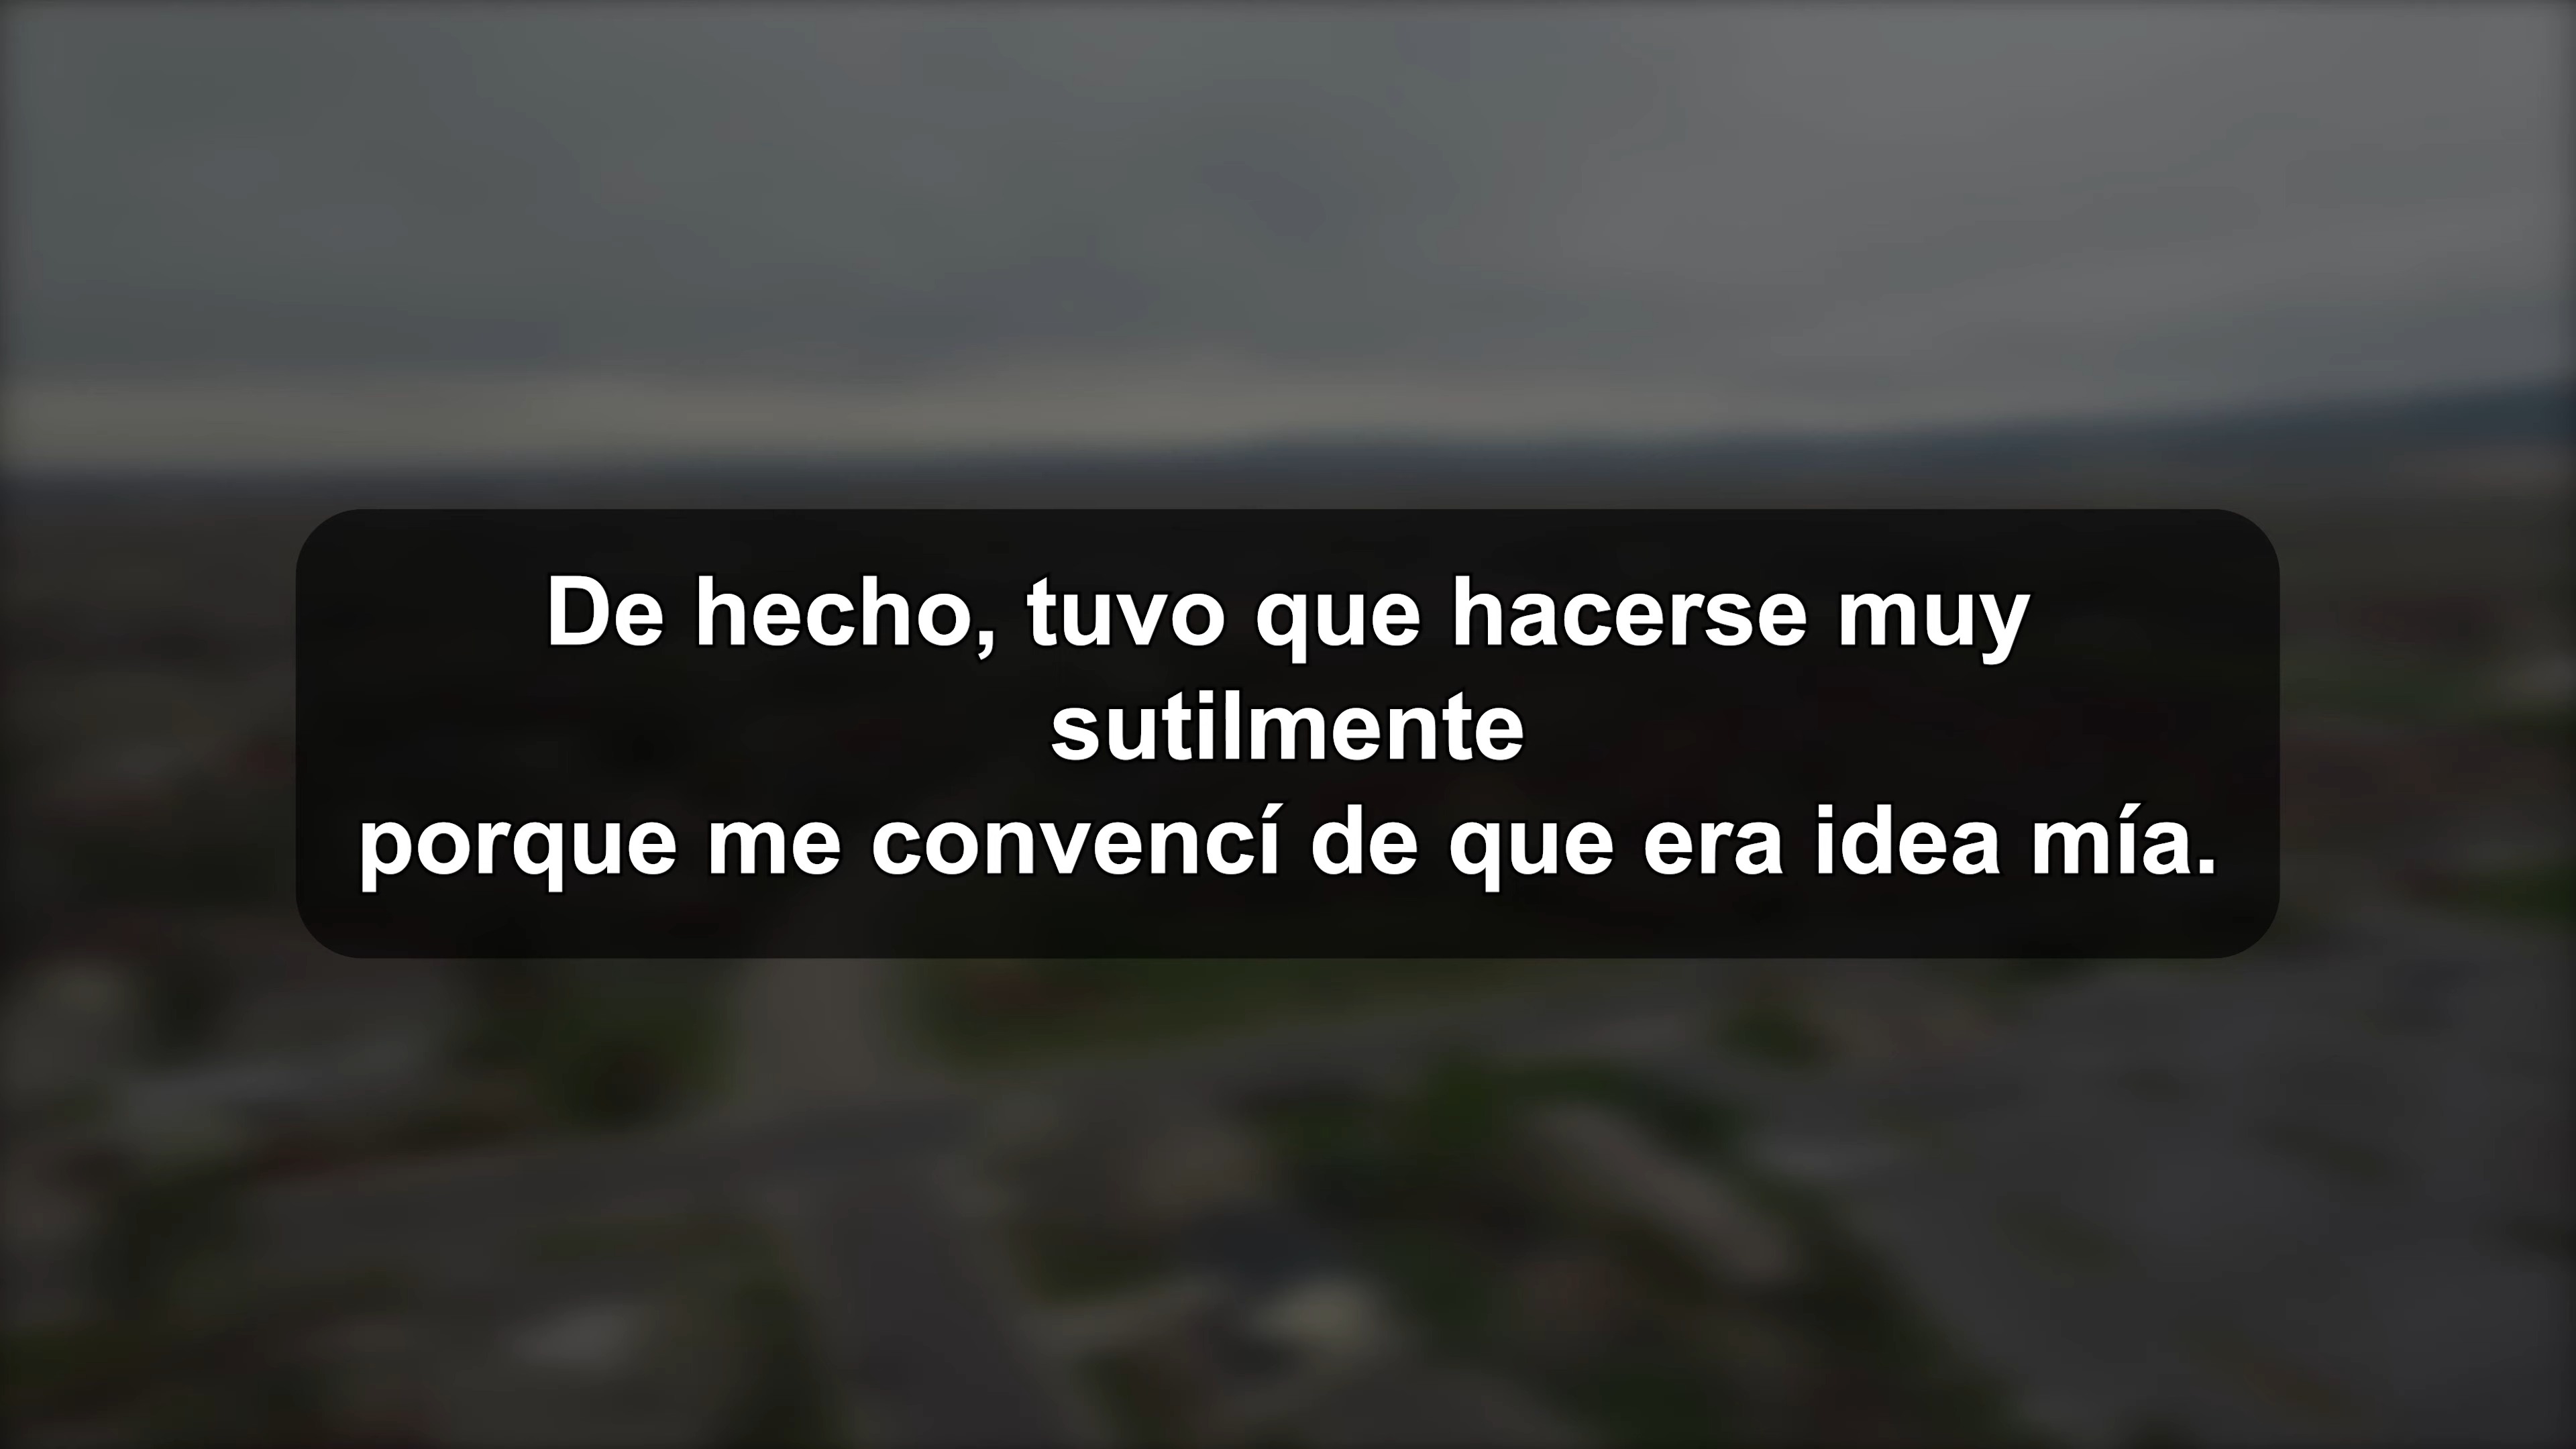 De hecho, tuvo que hacerse muy
sutilmente
porque me convencí de que era idea mía.